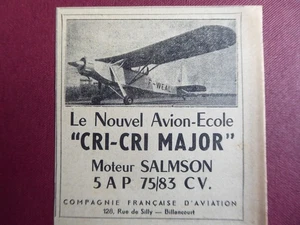 Le Nouvel Avion-Ecole
"CRI-CRI MAJOR"
Moteur SALMSON
5 A P 75/83 CV.
COMPAGNIE FRANÇAISE D'AVIATION
126, Rue de Silly — Billancourt